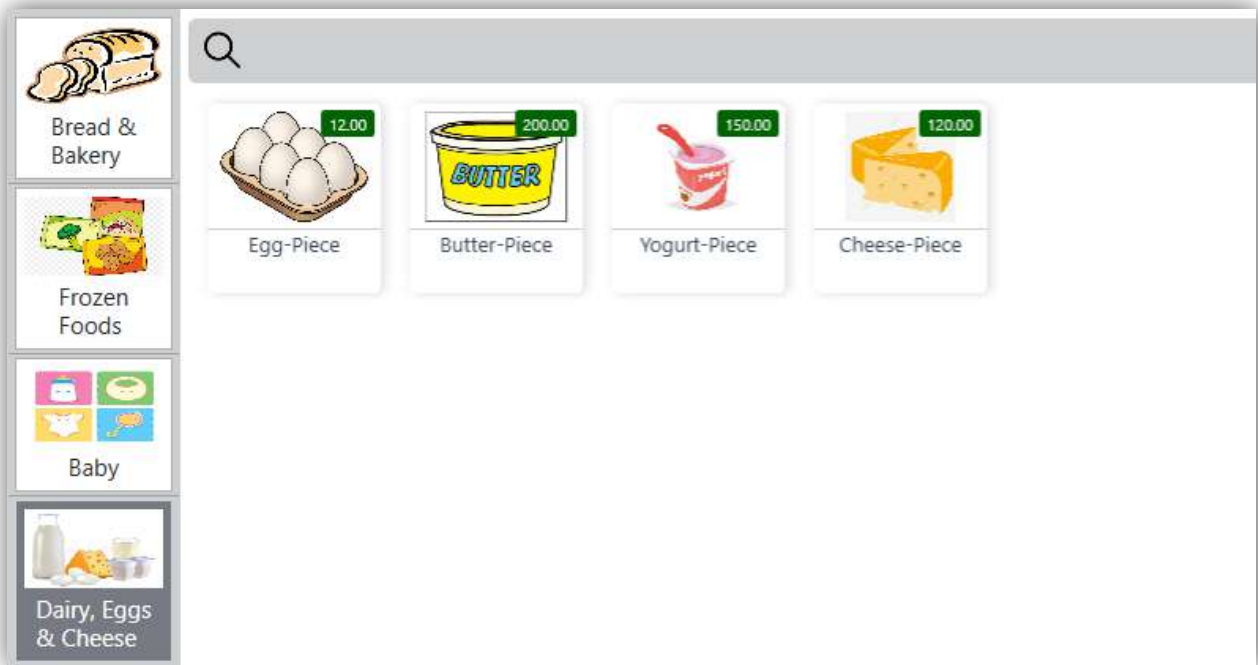 Bread &
Bakery
Frozen
Foods
Baby
Dairy, Eggs
& Cheese
12.00
Egg-Piece
200.00
BUTTER
Butter-Piece
150.00
Yogurt-Piece
120.00
Cheese-Piece